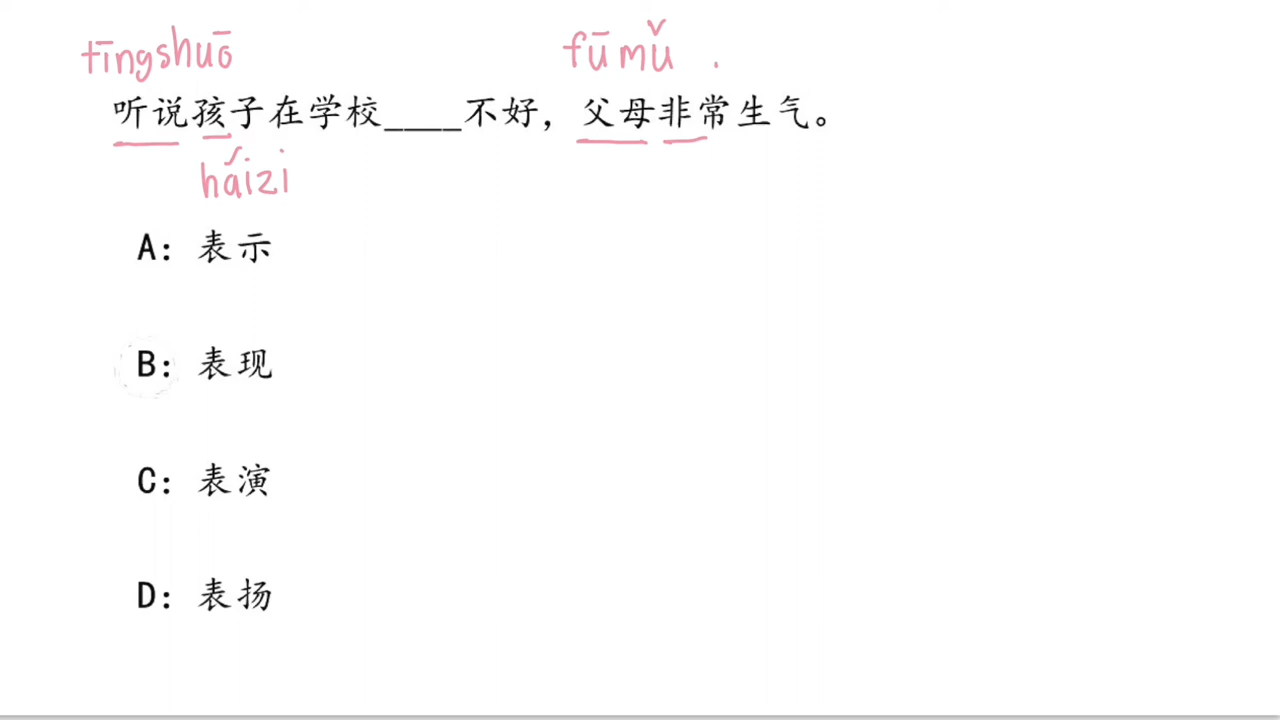 tīngshuō fūmǔ .
听说孩子在学校____不好，父母非常生气。
háizi
A：表示
B：表现
C：表演
D：表扬